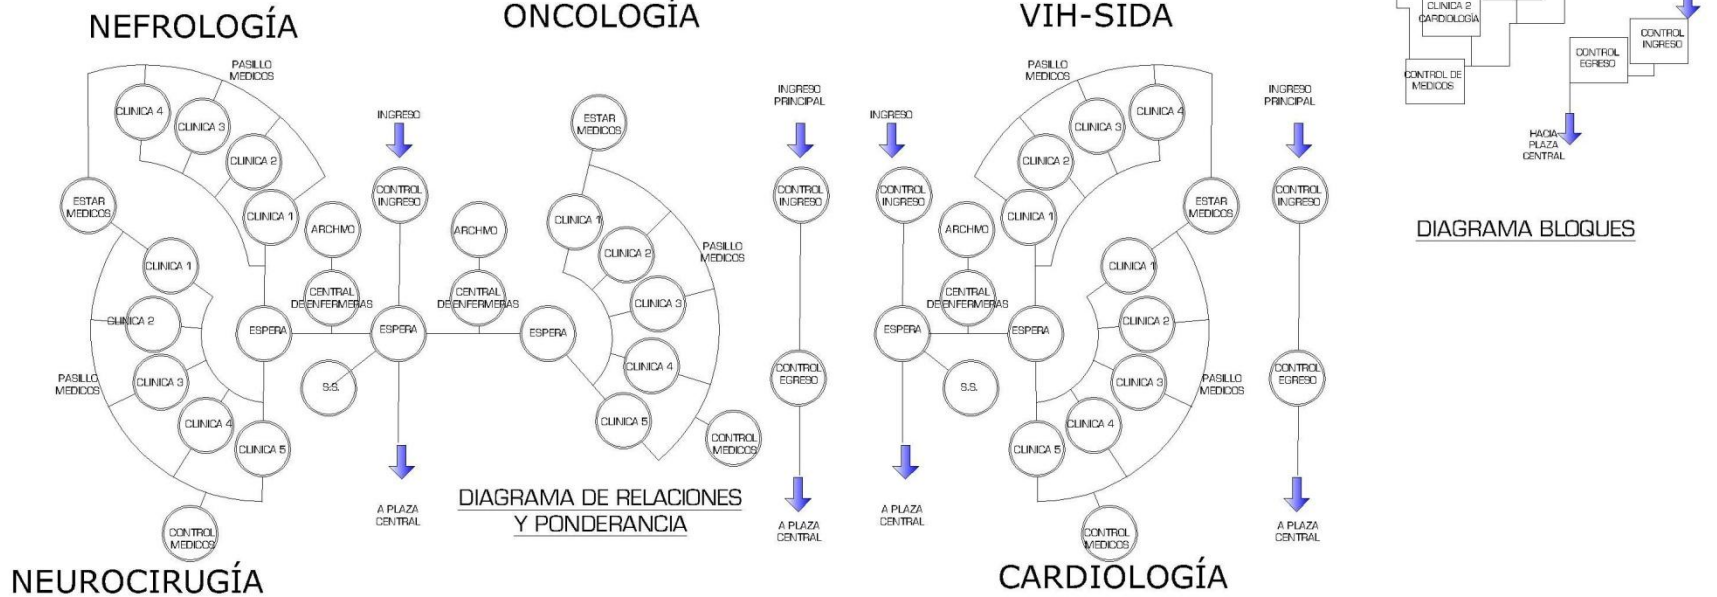 NEFROLOGÍA
ONCOLOGÍA
VIH-SIDA
PASILLO
MEDICOS
CLINICA 4
CLINICA 3
CLINICA 2
CLINICA 1
ESTAR
MEDICOS
CLINICA 1
CLINICA 2
CLINICA 3
CLINICA 4
CLINICA 5
PASILLO
MEDICOS
CONTROL
MEDICOS
NEUROCIRUGÍA
ARCHIVO
CENTRAL
DE ENFERMERAS
ESPERA
S.S.
INGRESO
CONTROL
INGRESO
ESPERA
A PLAZA
CENTRAL
ARCHIVO
CENTRAL
DE ENFERMERAS
ESPERA
ESTAR
MEDICOS
CLINICA 1
CLINICA 2
CLINICA 3
CLINICA 4
CLINICA 5
PASILLO
MEDICOS
CONTROL
MEDICOS
DIAGRAMA DE RELACIONES
Y PONDERANCIA
INGRESO
PRINCIPAL
CONTROL
INGRESO
CONTROL
EGRESO
A PLAZA
CENTRAL
INGRESO
CONTROL
INGRESO
ESPERA
A PLAZA
CENTRAL
ARCHIVO
CENTRAL
DE ENFERMERAS
ESPERA
S.S.
PASILLO
MEDICOS
CLINICA 4
CLINICA 3
CLINICA 2
CLINICA 1
ESTAR
MEDICOS
CLINICA 1
CLINICA 2
CLINICA 3
CLINICA 4
CLINICA 5
PASILLO
MEDICOS
CONTROL
MEDICOS
CARDIOLOGÍA
INGRESO
PRINCIPAL
CONTROL
INGRESO
CONTROL
EGRESO
A PLAZA
CENTRAL
CLINICA 2
CARDIOLOGÍA
CONTROL DE
MEDICOS
CONTROL
INGRESO
CONTROL
EGRESO
HACIA
PLAZA
CENTRAL
DIAGRAMA BLOQUES